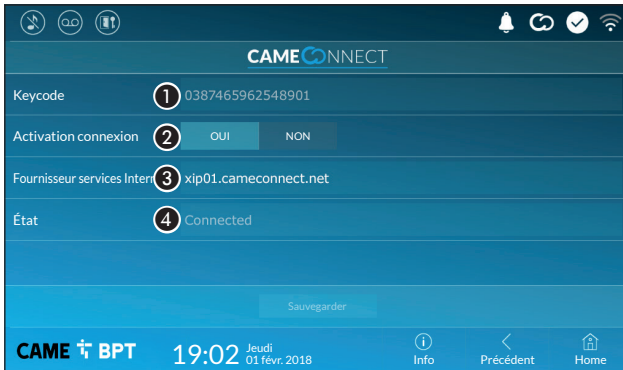 CAMECONNECT
Keycode 1 0387465962548901
Activation connexion 2 OUI NON
Fournisseur services Intern 3 xip01.cameconnect.net
État 4 Connected
Sauvegarder
CAME BPT 19:02 Jeudi
01 févr. 2018
Info Précédent Home